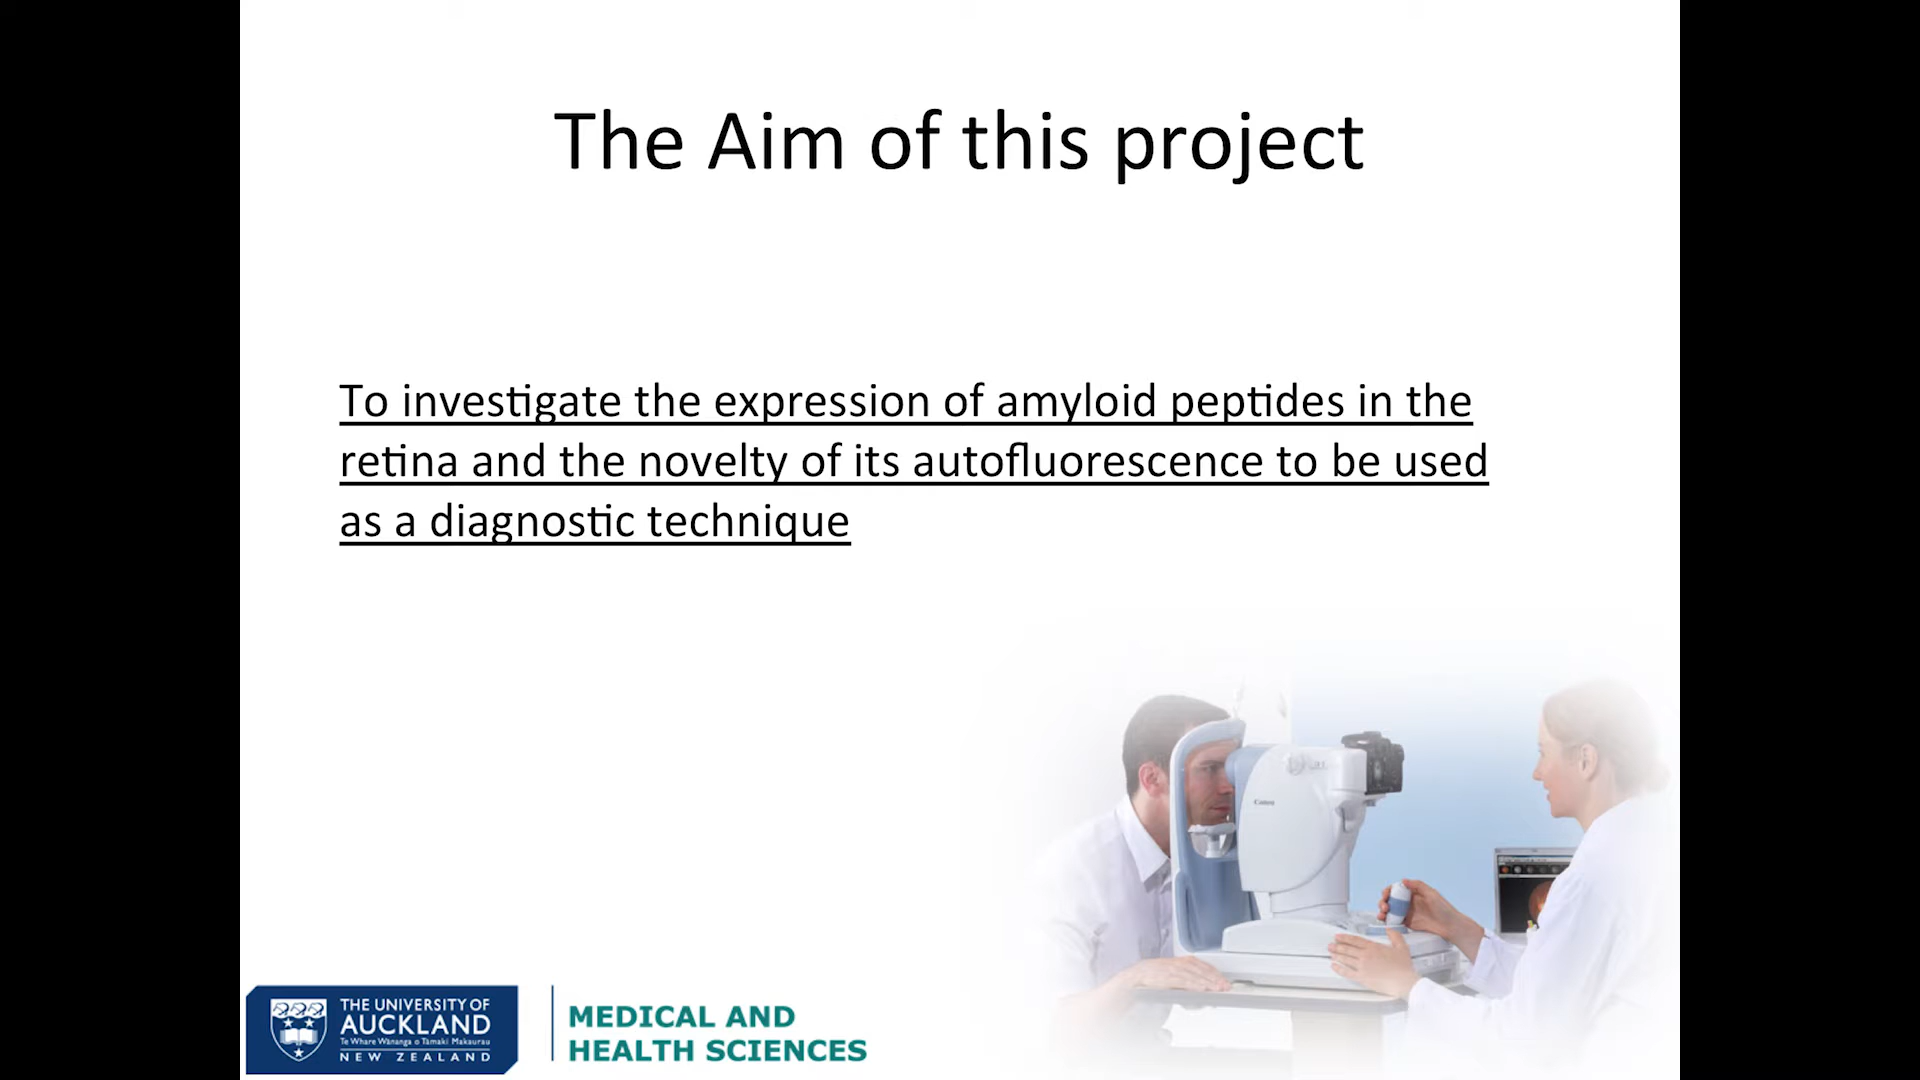 The Aim of this project
To investigate the expression of amyloid peptides in the
retina and the novelty of its autofluorescence to be used
as a diagnostic technique
Canon
THE UNIVERSITY OF
AUCKLAND
Te Whare Wānanga o Tāmaki Makaurau
NEW ZEALAND
MEDICAL AND
HEALTH SCIENCES